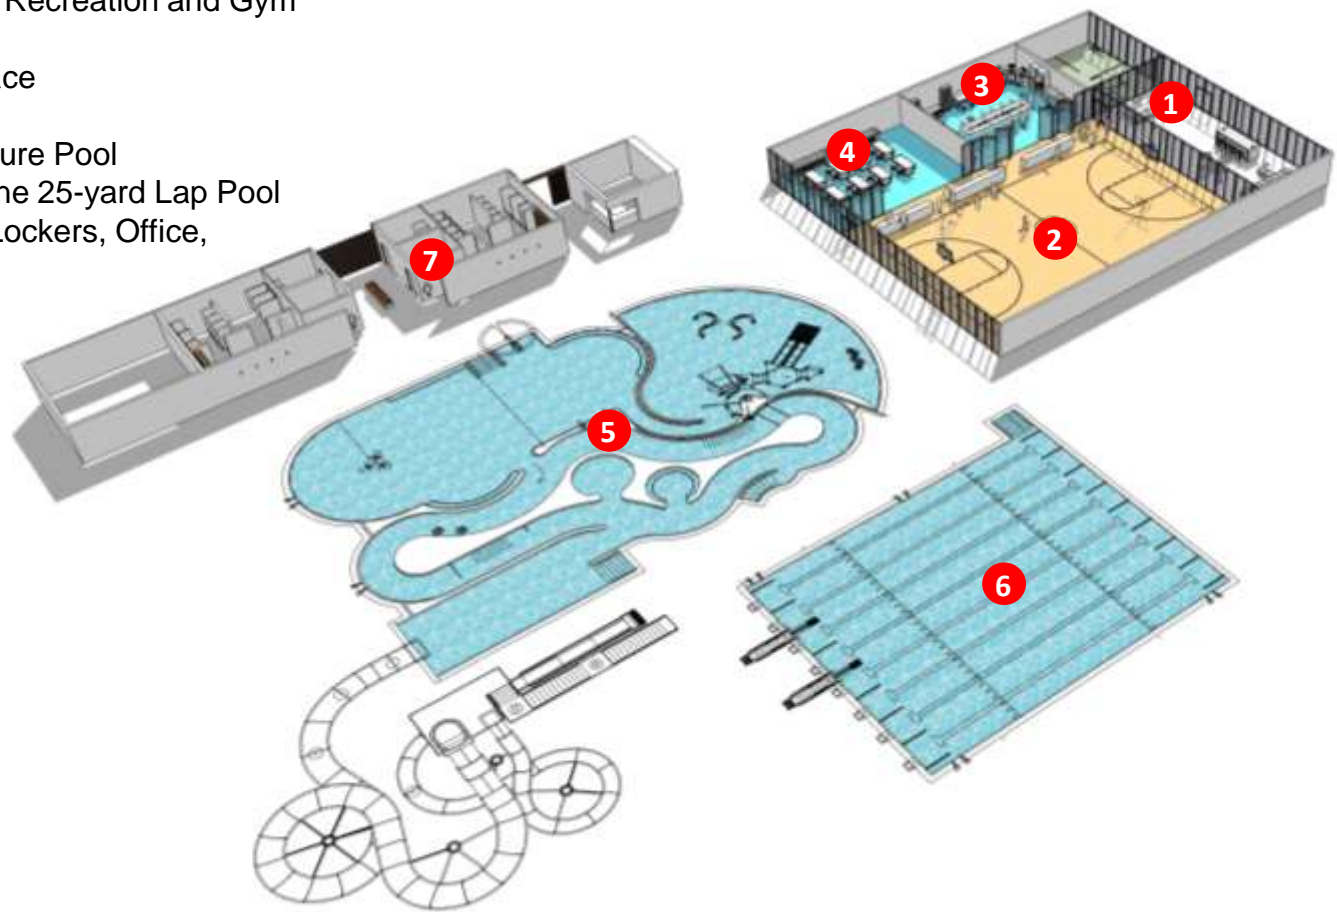 Recreation and Gym
ce
ure Pool
ne 25-yard Lap Pool
Lockers, Office,
1
3
4
2
7
5
6